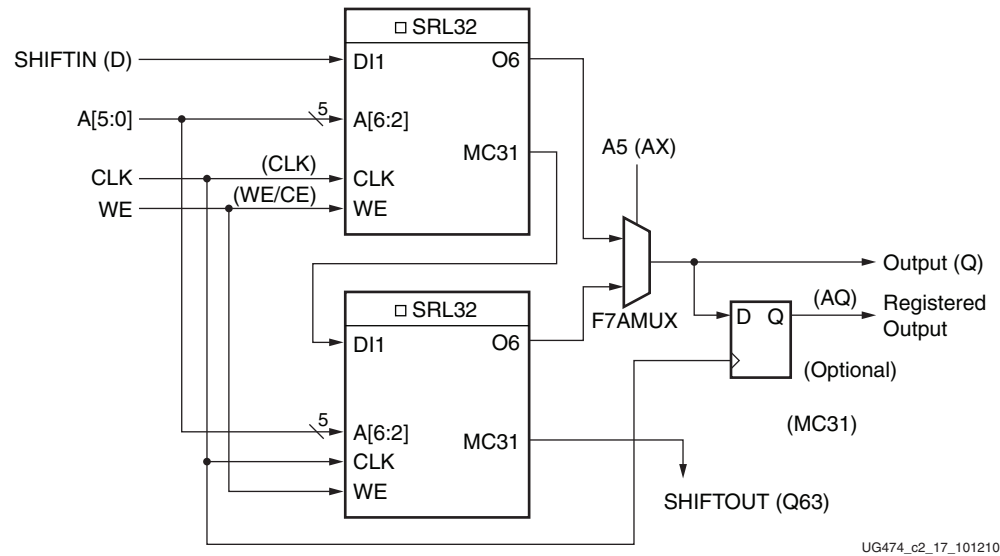 □ SRL32
SHIFTIN (D)
DI1
O6
A[5:0]
5
A[6:2]
MC31
A5 (AX)
CLK
(CLK)
CLK
WE
(WE/CE)
WE
Output (Q)
□ SRL32
F7AMUX
D Q
(AQ)
Registered
Output
DI1
O6
(Optional)
5
A[6:2]
MC31
(MC31)
CLK
WE
SHIFTOUT (Q63)
UG474_c2_17_101210